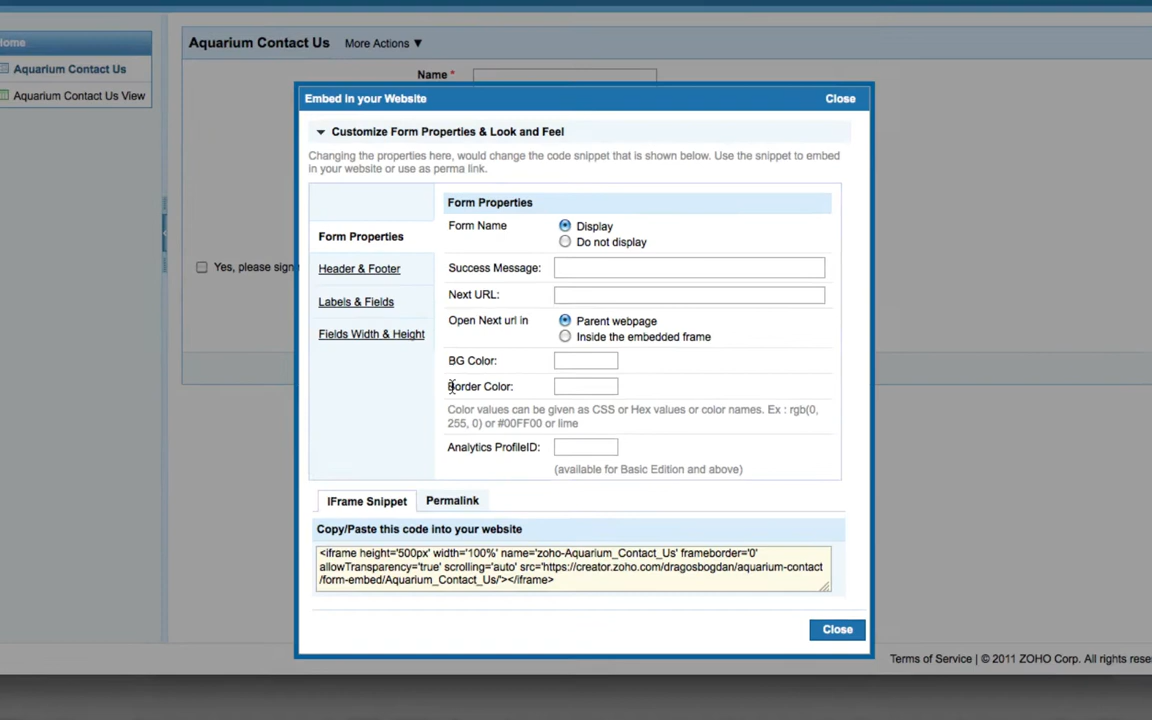 Home
Aquarium Contact Us
Aquarium Contact Us View
Aquarium Contact Us More Actions ▼
Name *
Yes, please sign
Embed in your Website Close
Customize Form Properties & Look and Feel
Changing the properties here, would change the code snippet that is shown below. Use the snippet to embed
in your website or use as perma link.
Form Properties
Header & Footer
Labels & Fields
Fields Width & Height
Form Properties
Form Name Display
Do not display
Success Message:
Next URL:
Open Next url in Parent webpage
Inside the embedded frame
BG Color:
Border Color:
Color values can be given as CSS or Hex values or color names. Ex : rgb(0,
255, 0) or #00FF00 or lime
Analytics ProfileID:
(available for Basic Edition and above)
IFrame Snippet Permalink
Copy/Paste this code into your website
<iframe height='500px' width='100%' name='zoho-Aquarium_Contact_Us' frameborder='0'
allowTransparency='true' scrolling='auto' src='https://creator.zoho.com/dragosbogdan/aquarium-contact
/form-embed/Aquarium_Contact_Us/'></iframe>
Close
Terms of Service | © 2011 ZOHO Corp. All rights rese